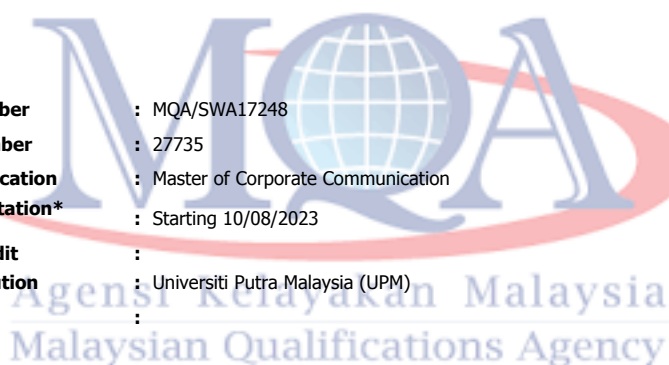 MQA
ber : MQA/SWA17248
ber : 27735
cation : Master of Corporate Communication
tation* : Starting 10/08/2023
dit :
tion : Universiti Putra Malaysia (UPM)
:
Agensi Kelayakan Malaysia
Malaysian Qualifications Agency